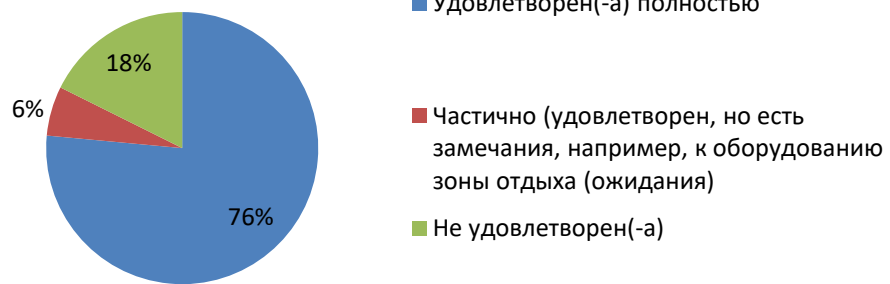 Удовлетворен(-а) полностью
18%
6%
Частично (удовлетворен, но есть
замечания, например, к оборудованию
зоны отдыха (ожидания)
76%
Не удовлетворен(-а)